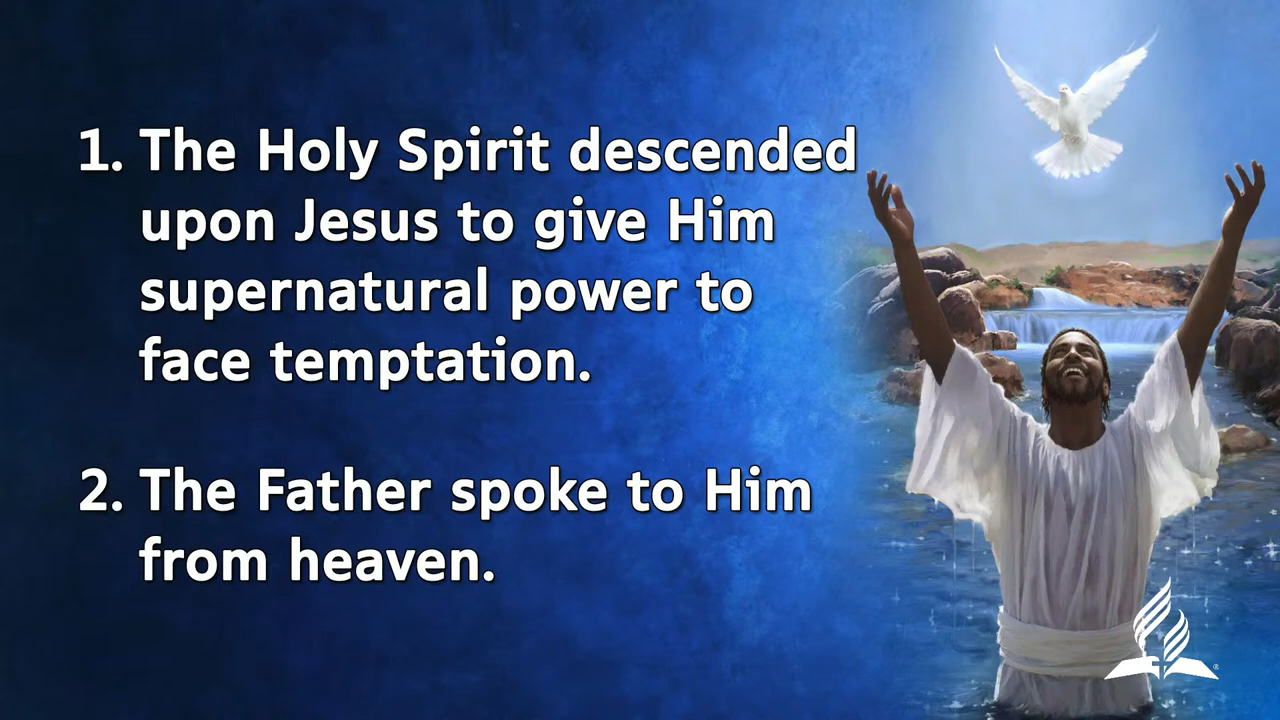 1. The Holy Spirit descended
upon Jesus to give Him
supernatural power to
face temptation.
2. The Father spoke to Him
from heaven.
®